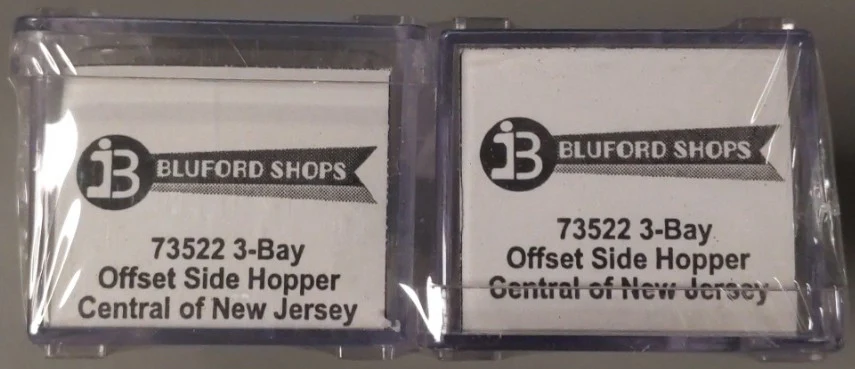 BLUFORD SHOPS
73522 3-Bay
Offset Side Hopper
Central of New Jersey
BLUFORD SHOPS
73522 3-Bay
Offset Side Hopper
Central of New Jersey